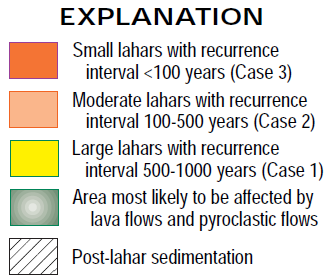 EXPLANATION
Small lahars with recurrence
interval <100 years (Case 3)
Moderate lahars with recurrence
interval 100-500 years (Case 2)
Large lahars with recurrence
interval 500-1000 years (Case 1)
Area most likely to be affected by
lava flows and pyroclastic flows
Post-lahar sedimentation